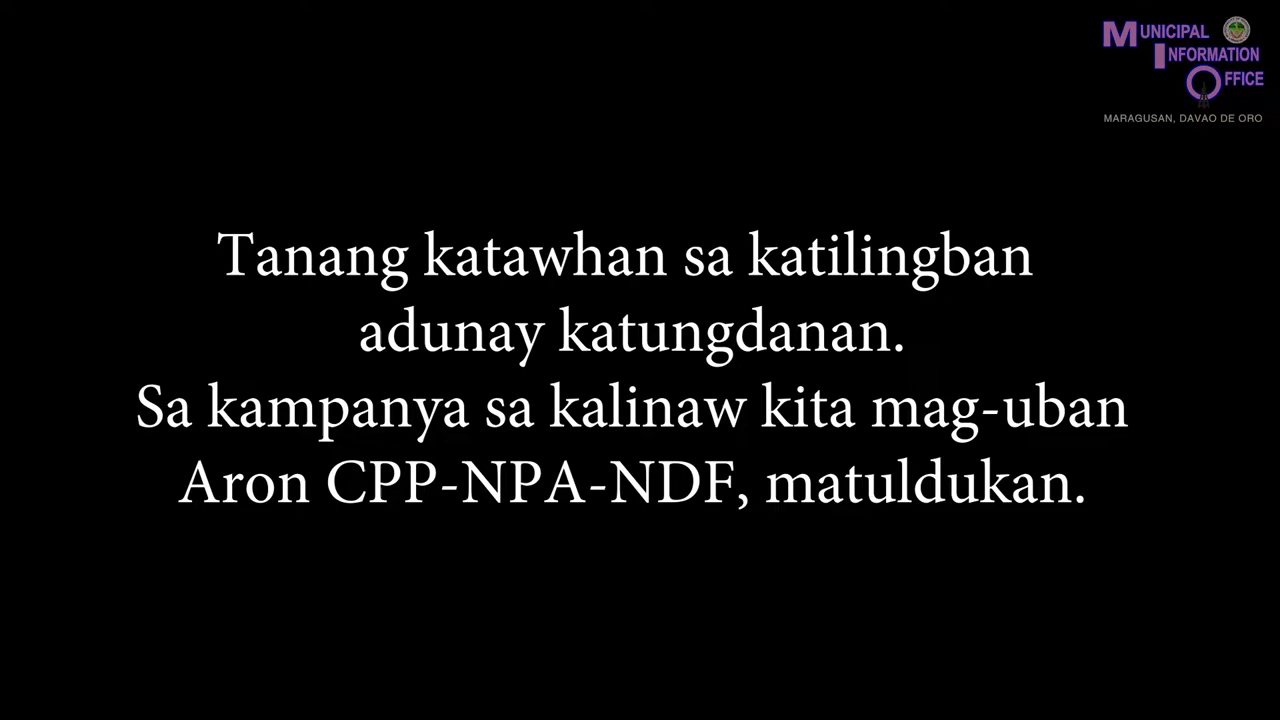 MUNICIPAL
INFORMATION
OFFICE
MARAGUSAN, DAVAO DE ORO
Tanang katawhan sa katilingban
adunay katungdanan.
Sa kampanya sa kalinaw kita mag-uban
Aron CPP-NPA-NDF, matuldukan.